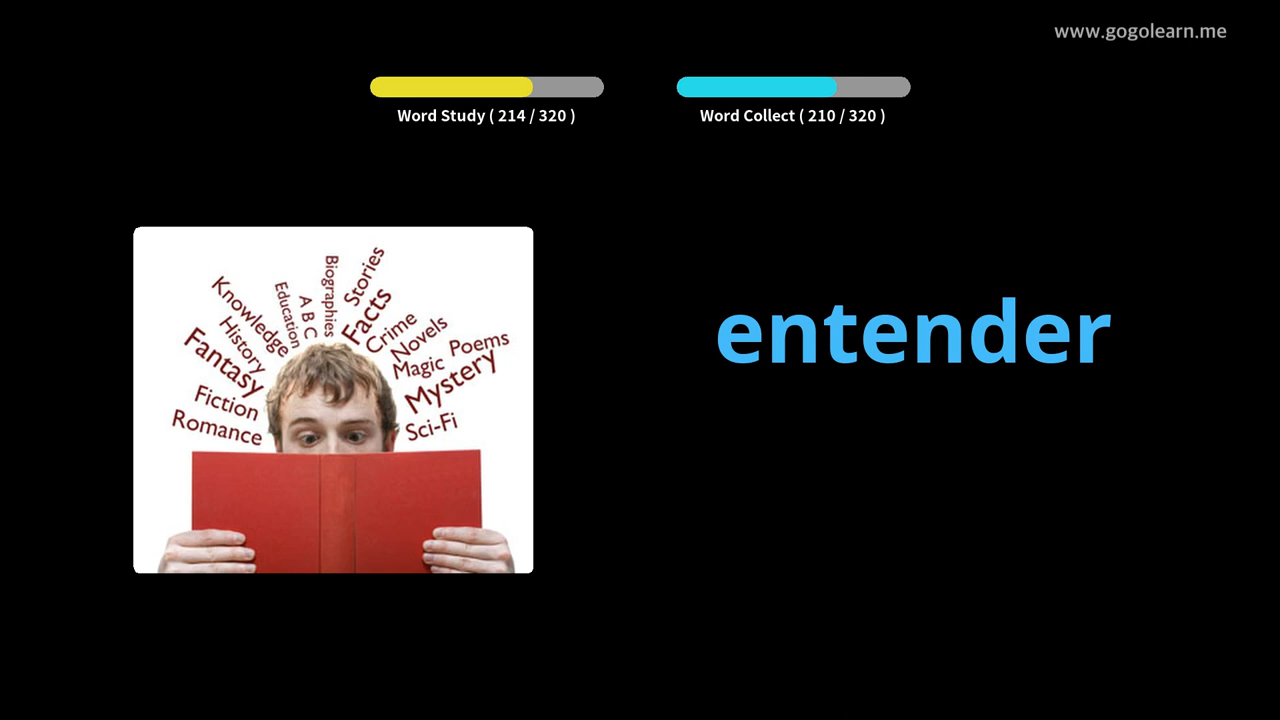 www.gogolearn.me
Word Study ( 214 / 320 )
Word Collect ( 210 / 320 )
Romance
Fiction
Fantasy
History
Knowledge
Education
A B C
Biographies
Stories
Facts
Crime
Novels
Magic
Poems
Mystery
Sci-Fi
entender